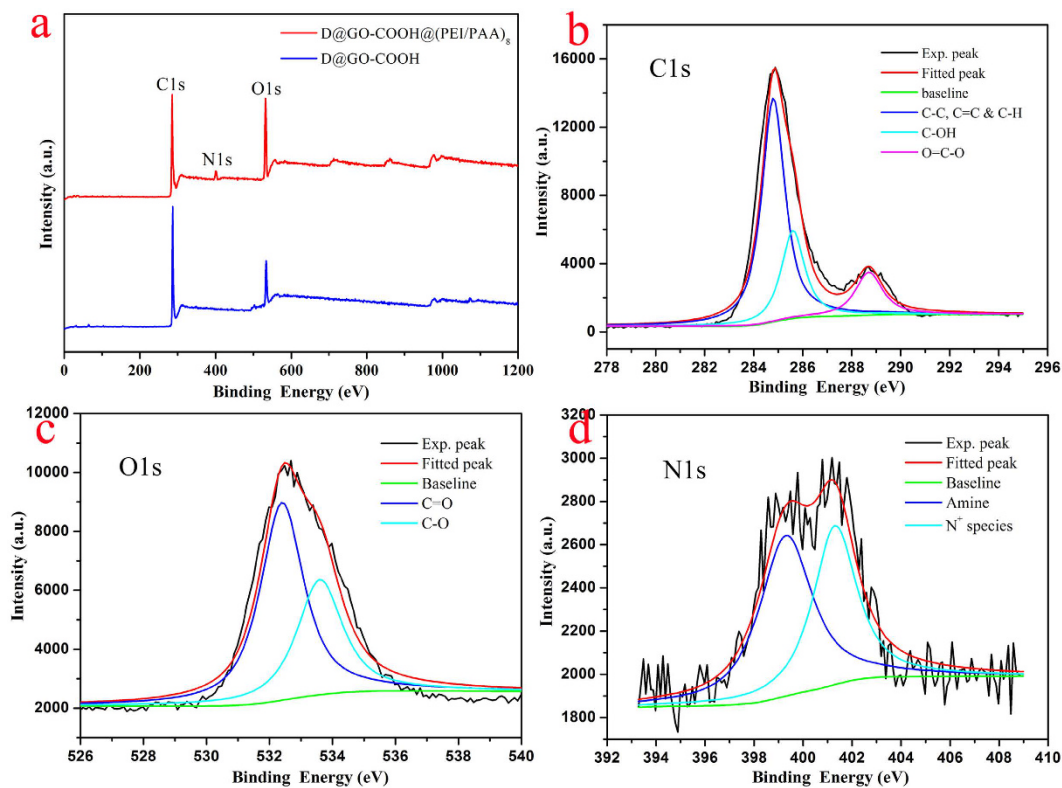 a
D@GO-COOH@(PEI/PAA)8
D@GO-COOH
C1s
O1s
N1s
Intensity (a.u.)
0 200 400 600 800 1000 1200
Binding Energy (eV)
b
C1s
Exp. peak
Fitted peak
baseline
C-C, C=C & C-H
C-OH
O=C-O
16000
12000
8000
4000
0
Intensity (a.u.)
278 280 282 284 286 288 290 292 294 296
Binding Energy (eV)
c
O1s
Exp. peak
Fitted peak
Baseline
C=O
C-O
12000
10000
8000
6000
4000
2000
Intensity (a.u.)
526 528 530 532 534 536 538 540
Binding Energy (eV)
d
N1s
Exp. peak
Fitted peak
Baseline
Amine
N+ species
3200
3000
2800
2600
2400
2200
2000
1800
Intensity (a.u.)
392 394 396 398 400 402 404 406 408 410
Binding Energy (eV)